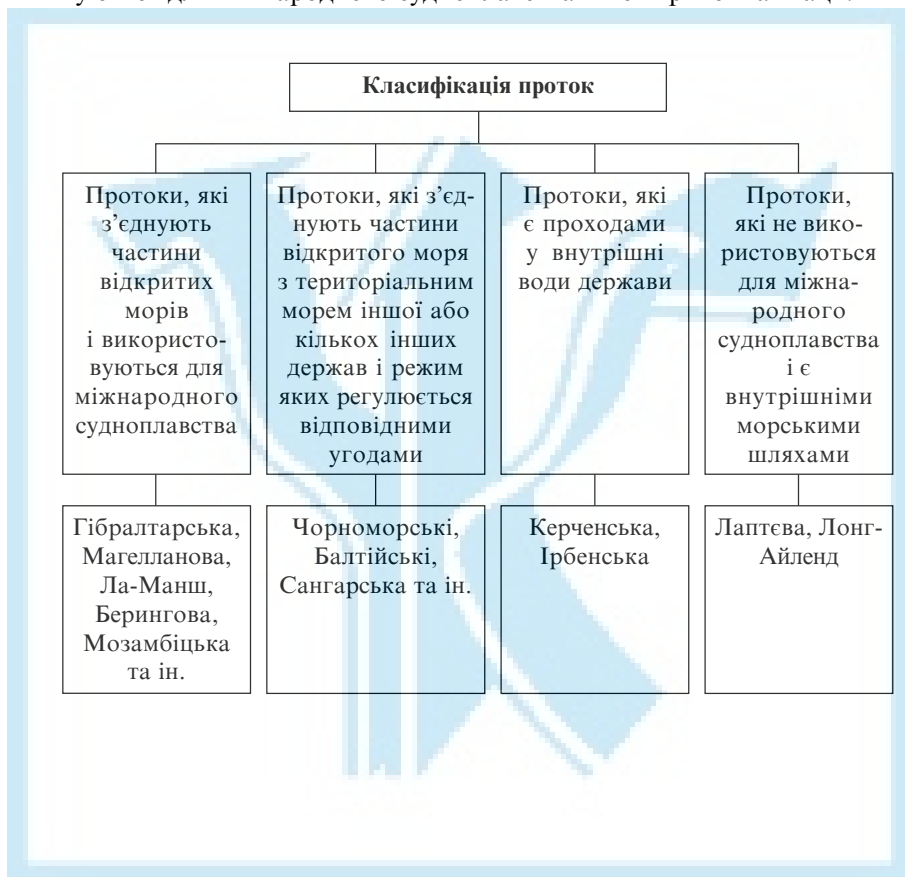 Класифікація проток
Протоки, які
з’єднують
частини
відкритих
морів
і використо-
вуються для
міжнародного
судноплавства
Протоки, які з’єд-
нують частини
відкритого моря
з територіальним
морем іншої або
кількох інших
держав і режим
яких регулюється
відповідними
угодами
Протоки, які
є проходами
у внутрішні
води держави
Протоки,
які не вико-
ристовуються
для міжна-
родного
судноплавства
і є
внутрішніми
морськими
шляхами
Гібралтарська,
Магелланова,
Ла-Манш,
Берингова,
Мозамбіцька
та ін.
Чорноморські,
Балтійські,
Сангарська та ін.
Керченська,
Ірбенська
Лаптєва, Лонг-
Айленд